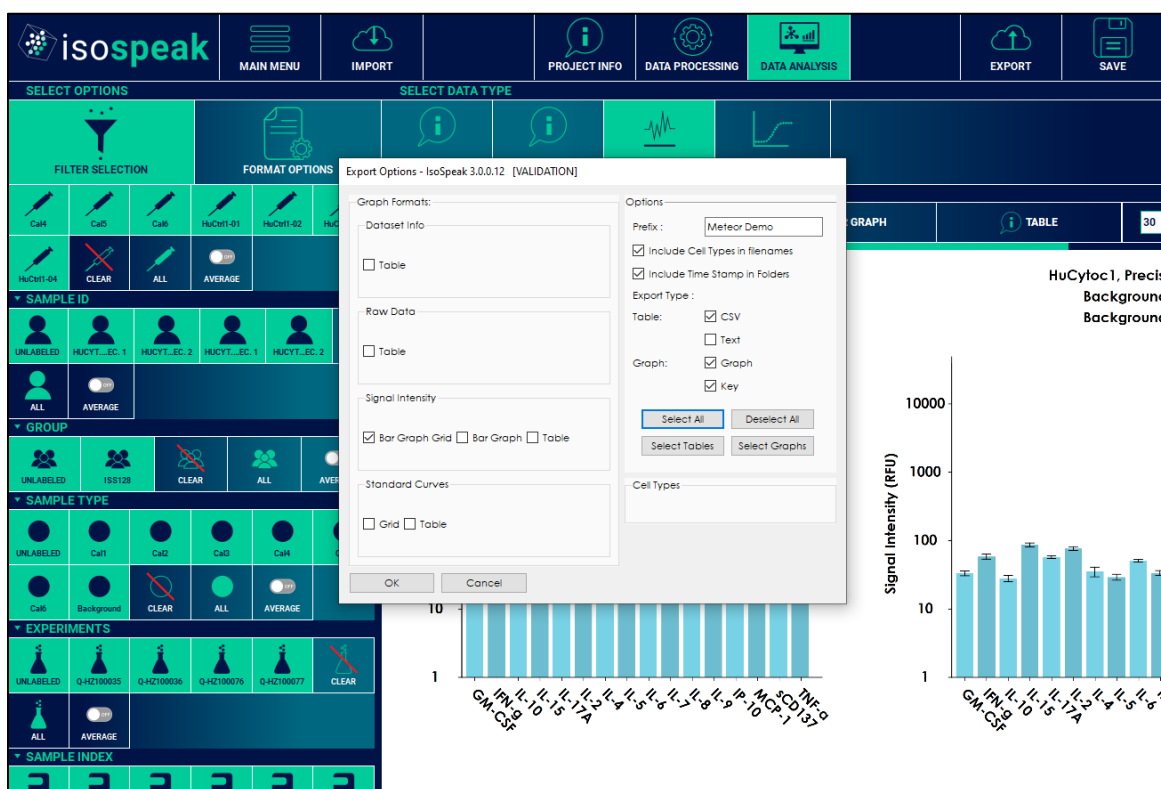 isospeak
MAIN MENU
IMPORT
PROJECT INFO
DATA PROCESSING
DATA ANALYSIS
EXPORT
SAVE
SELECT OPTIONS
SELECT DATA TYPE
FILTER SELECTION
FORMAT OPTIONS
Cal4
Cal5
Cal6
HuCtrl1-01
HuCtrl1-02
HuCtrl1-04
CLEAR
ALL
OFF
AVERAGE
SAMPLE ID
UNLABELED
HUCYT....EC. 1
HUCYT...EC. 2
HUCYT....EC. 1
HUCYT...EC. 2
ALL
OFF
AVERAGE
GROUP
UNLABELED
ISS128
CLEAR
ALL
SAMPLE TYPE
UNLABELED
Cal1
Cal2
Cal3
Cal4
Cal6
Background
CLEAR
ALL
OFF
AVERAGE
EXPERIMENTS
UNLABELED
Q-HZ100035
Q-HZ100036
Q-HZ100076
Q-HZ100077
CLEAR
ALL
OFF
AVERAGE
SAMPLE INDEX
Export Options - IsoSpeak 3.0.0.12 [VALIDATION]
Graph Formats:
Dataset Info
Table
Raw Data
Table
Signal Intensity
Bar Graph Grid
Bar Graph
Table
Standard Curves
Grid
Table
OK
Cancel
Options
Prefix :
Meteor Demo
Include Cell Types in filenames
Include Time Stamp in Folders
Export Type :
Table:
CSV
Text
Graph:
Graph
Key
Select All
Deselect All
Select Tables
Select Graphs
Cell Types
GRAPH
TABLE
30
HuCytoc1, Precis
Background
Background
Signal Intensity (RFU)
10000
1000
100
10
1
GM-CSF
IFN-g
IL-10
IL-15
IL-17A
IL-2
IL-4
IL-5
IL-6
10
1
GM-CSF
IFN-g
IL-10
IL-15
IL-17A
IL-2
IL-4
IL-5
IL-6
IL-7
IL-8
IL-9
IP-10
MCP-1
sCD137
TNF-a